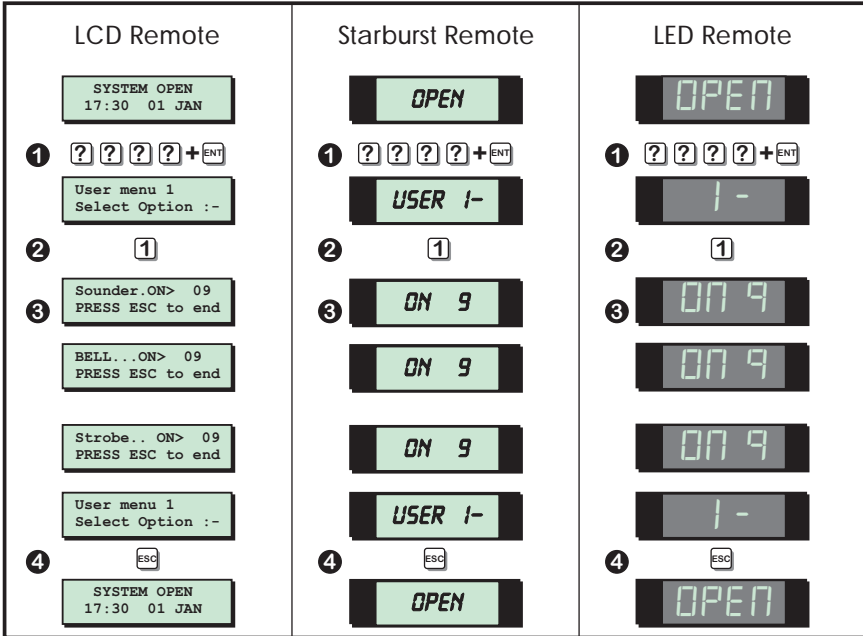 LCD Remote
SYSTEM OPEN
17:30 01 JAN
1 ? ? ? ? + ENT
User menu 1
Select Option :-
2 1
3 Sounder.ON> 09
PRESS ESC to end
BELL...ON> 09
PRESS ESC to end
Strobe.. ON> 09
PRESS ESC to end
User menu 1
Select Option :-
4 ESC
SYSTEM OPEN
17:30 01 JAN
Starburst Remote
OPEN
1 ? ? ? ? + ENT
USER 1-
2 1
3 ON 9
ON 9
ON 9
USER 1-
4 ESC
OPEN
LED Remote
OPEN
1 ? ? ? ? + ENT
1 -
2 1
3 ON 9
ON 9
ON 9
1 -
4 ESC
OPEN